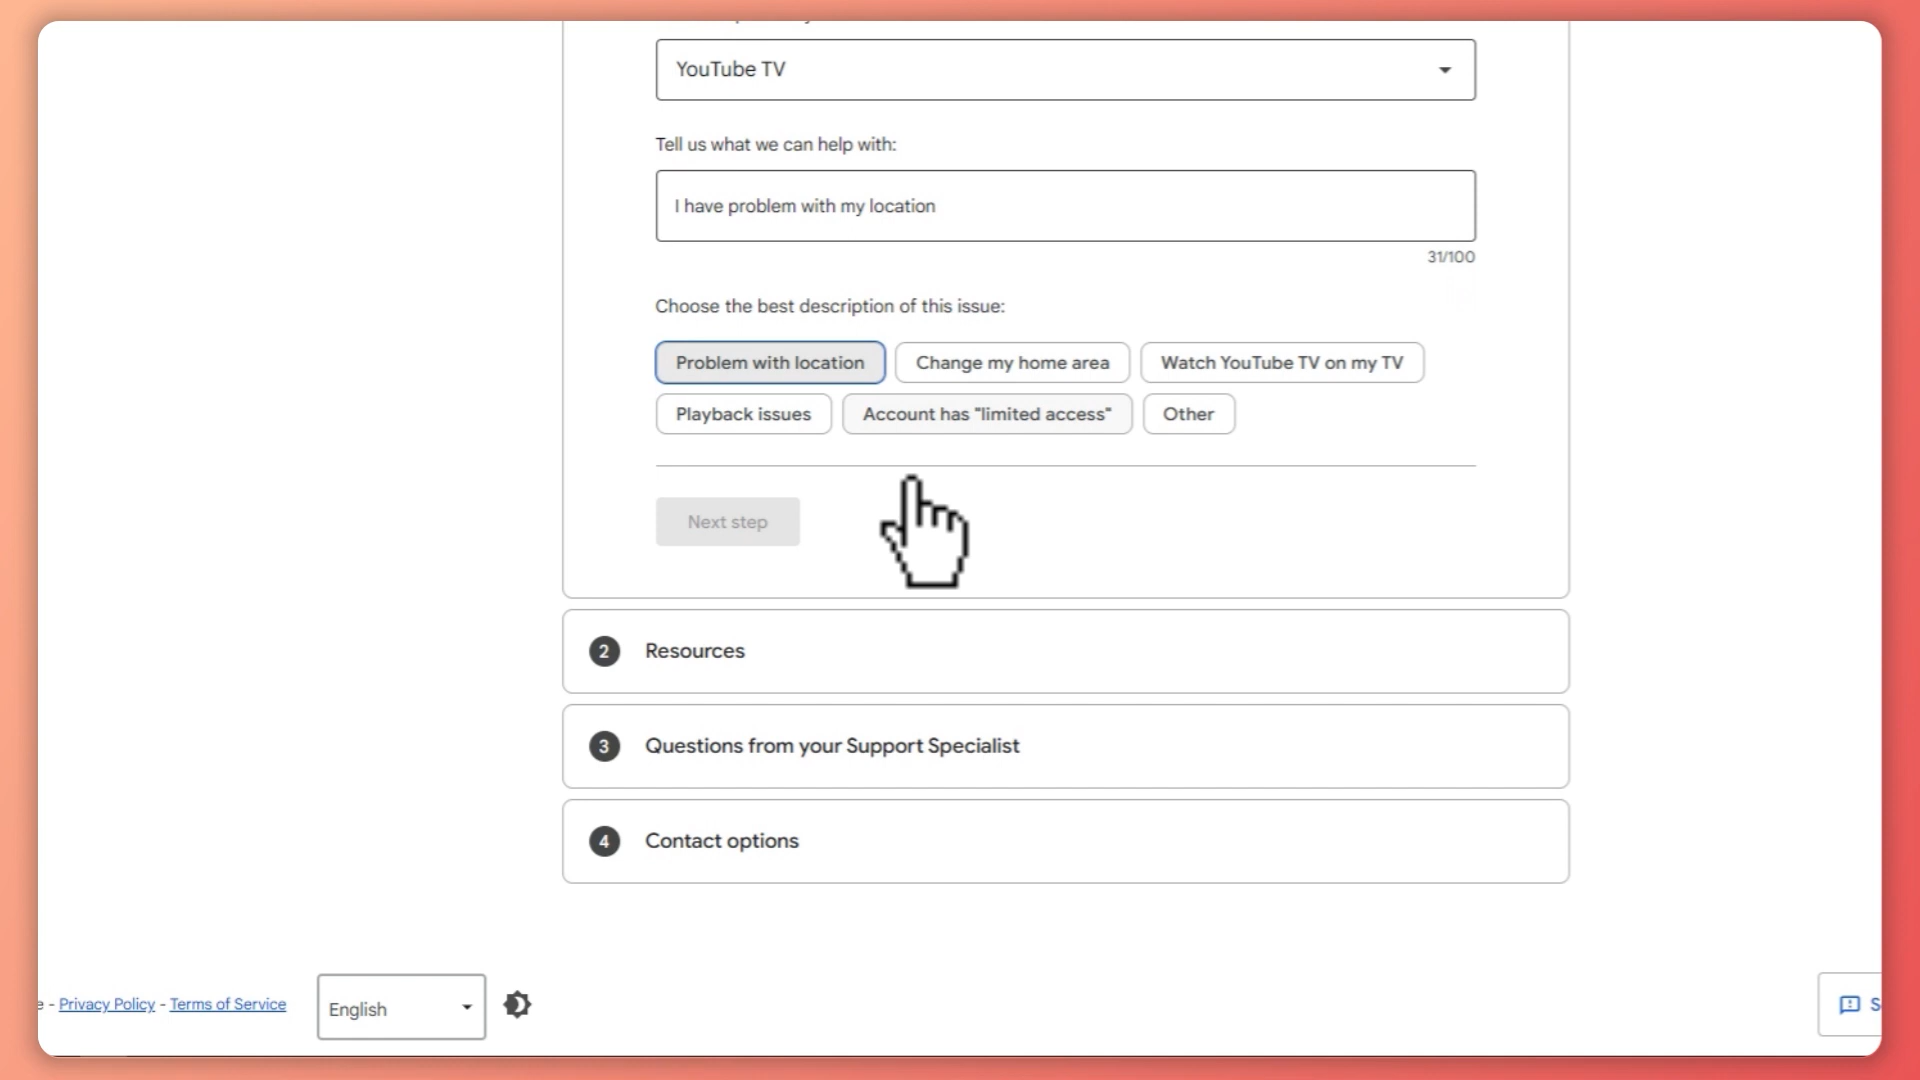 YouTube TV
Tell us what we can help with:
I have problem with my location
31/100
Choose the best description of this issue:
Problem with location
Change my home area
Watch YouTube TV on my TV
Playback issues
Account has "limited access"
Other
Next step
2 Resources
3 Questions from your Support Specialist
4 Contact options
e - Privacy Policy - Terms of Service
English
S